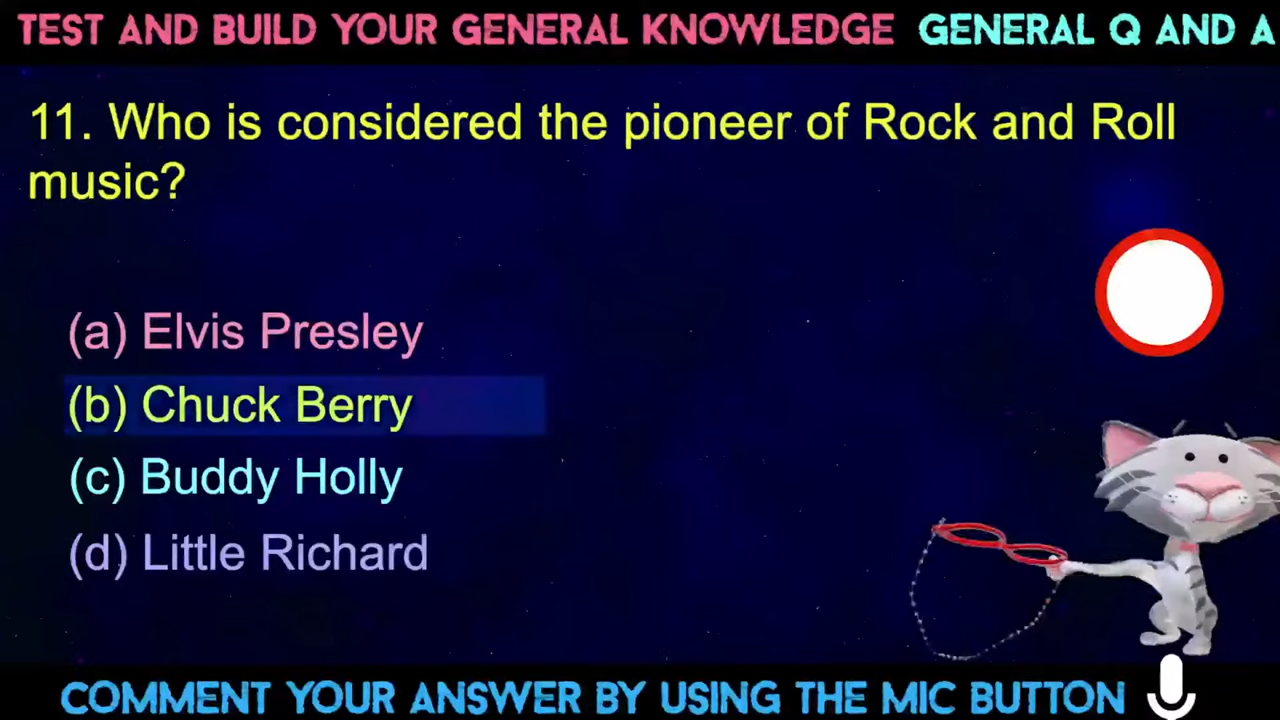 TEST AND BUILD YOUR GENERAL KNOWLEDGE GENERAL Q AND A
11. Who is considered the pioneer of Rock and Roll
music?
(a) Elvis Presley
(b) Chuck Berry
(c) Buddy Holly
(d) Little Richard
COMMENT YOUR ANSWER BY USING THE MIC BUTTON